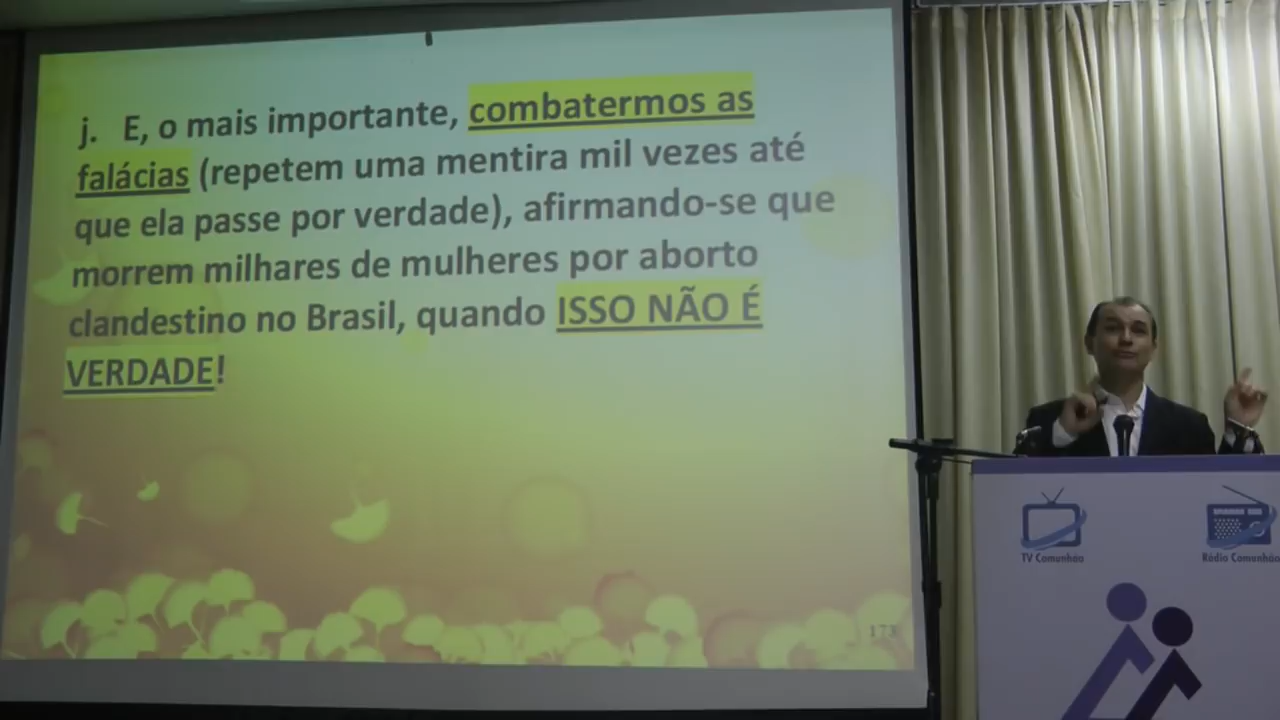 j. E, o mais importante, combatermos as
falácias (repetem uma mentira mil vezes até
que ela passe por verdade), afirmando-se que
morrem milhares de mulheres por aborto
clandestino no Brasil, quando ISSO NÃO É
VERDADE!
TV Comunhão
Rádio Comunhão